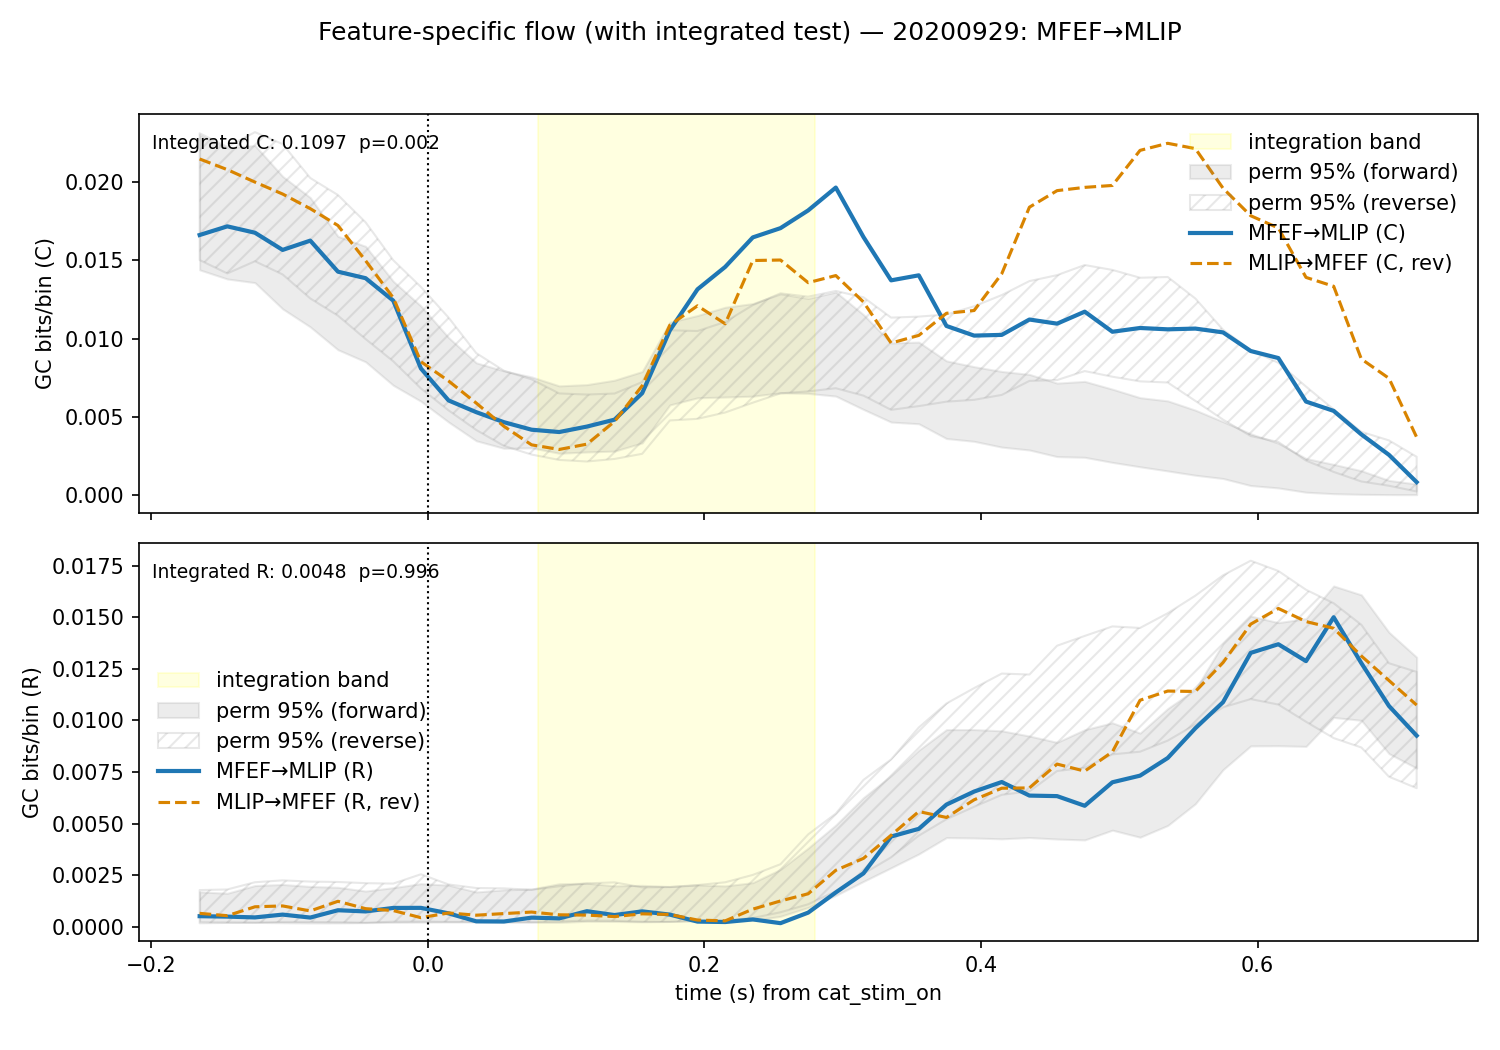 Feature-specific flow (with integrated test) — 20200929: MFEF→MLIP
Integrated C: 0.1097  p=0.002
integration band
perm 95% (forward)
perm 95% (reverse)
MFEF→MLIP (C)
MLIP→MFEF (C, rev)
GC bits/bin (C)
0.020
0.015
0.010
0.005
0.000
Integrated R: 0.0048  p=0.996
integration band
perm 95% (forward)
perm 95% (reverse)
MFEF→MLIP (R)
MLIP→MFEF (R, rev)
GC bits/bin (R)
0.0175
0.0150
0.0125
0.0100
0.0075
0.0050
0.0025
0.0000
−0.2 0.0 0.2 0.4 0.6
time (s) from cat_stim_on